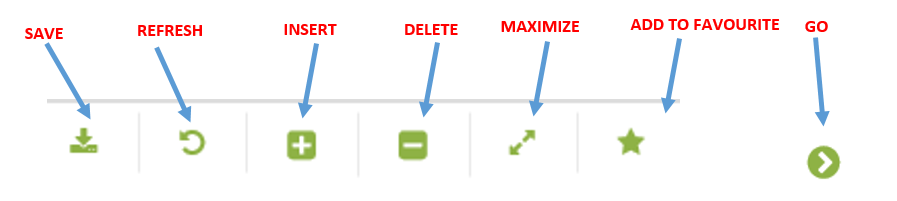 SAVE
REFRESH
INSERT
DELETE
MAXIMIZE
ADD TO FAVOURITE
GO